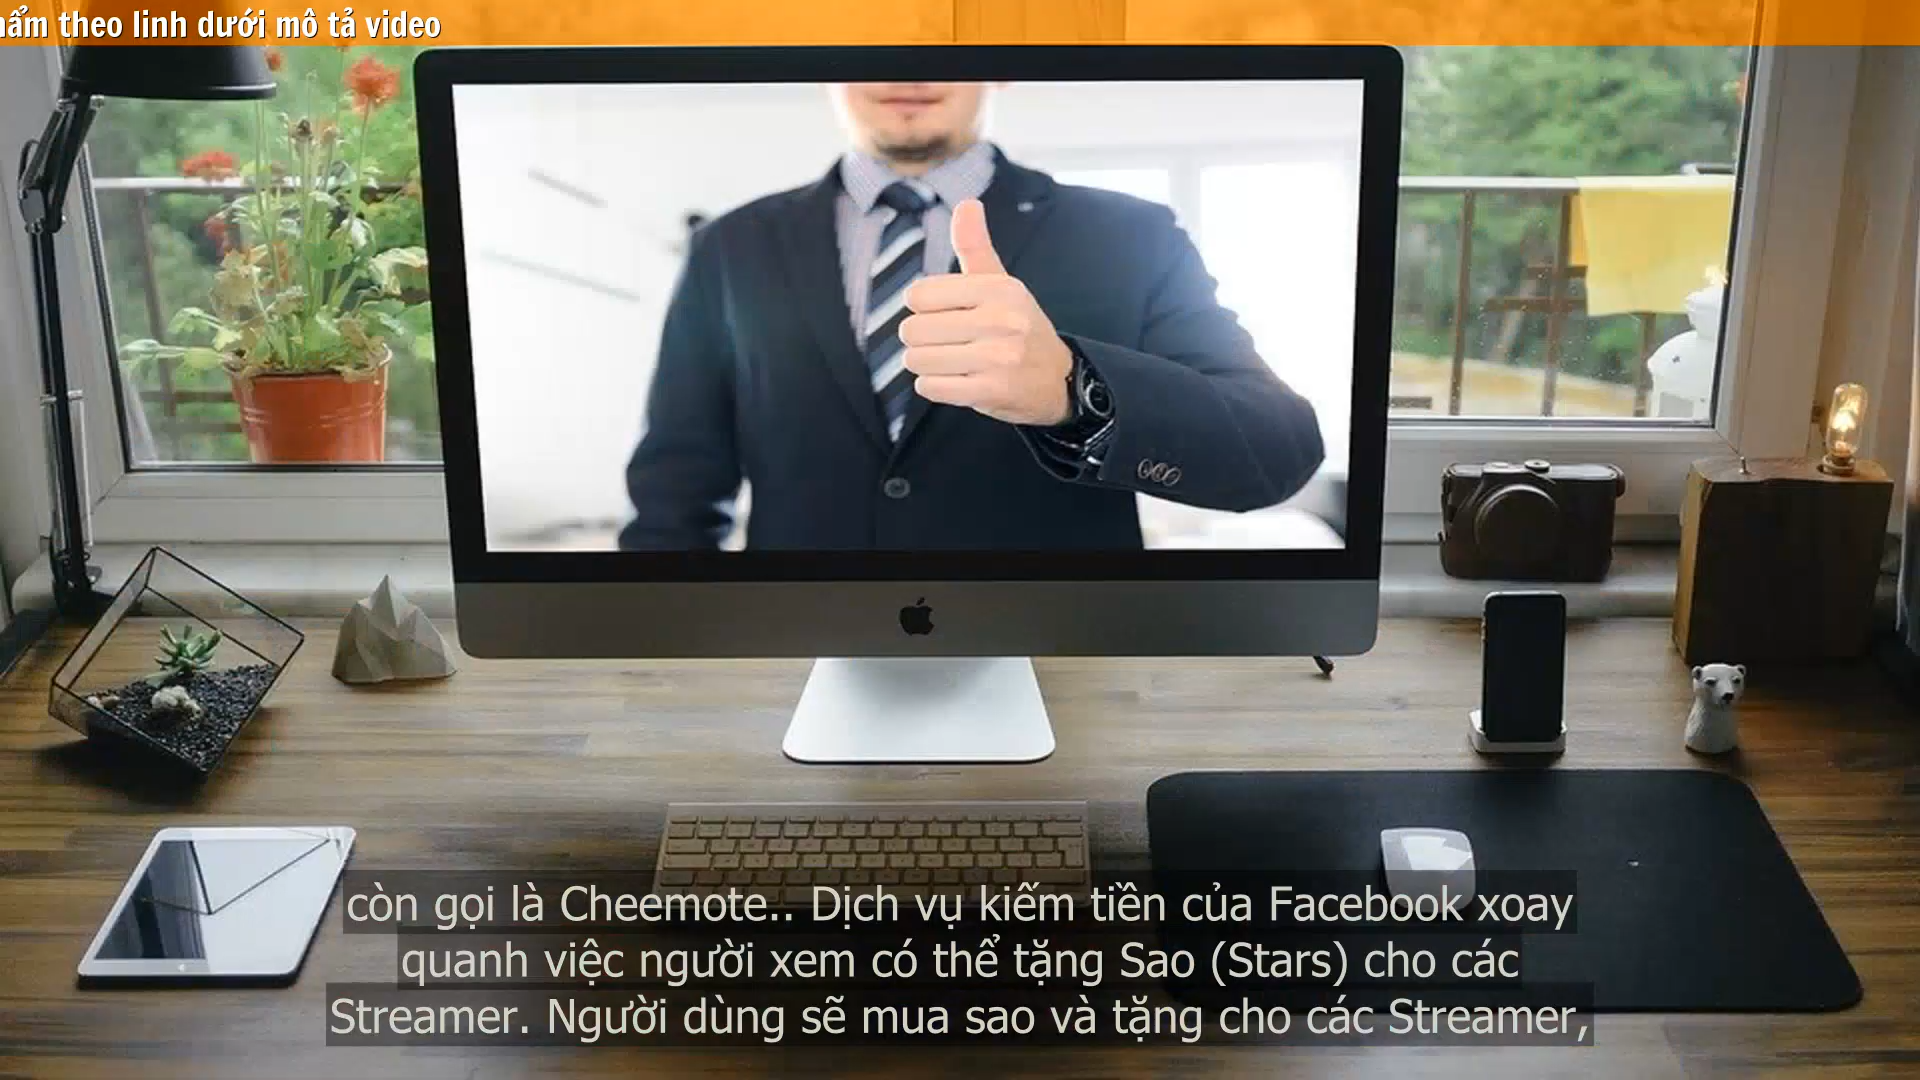 theo linh dưới mô tả video
còn gọi là Cheemote.. Dịch vụ kiếm tiền của Facebook xoay
quanh việc người xem có thể tặng Sao (Stars) cho các
Streamer. Người dùng sẽ mua sao và tặng cho các Streamer,